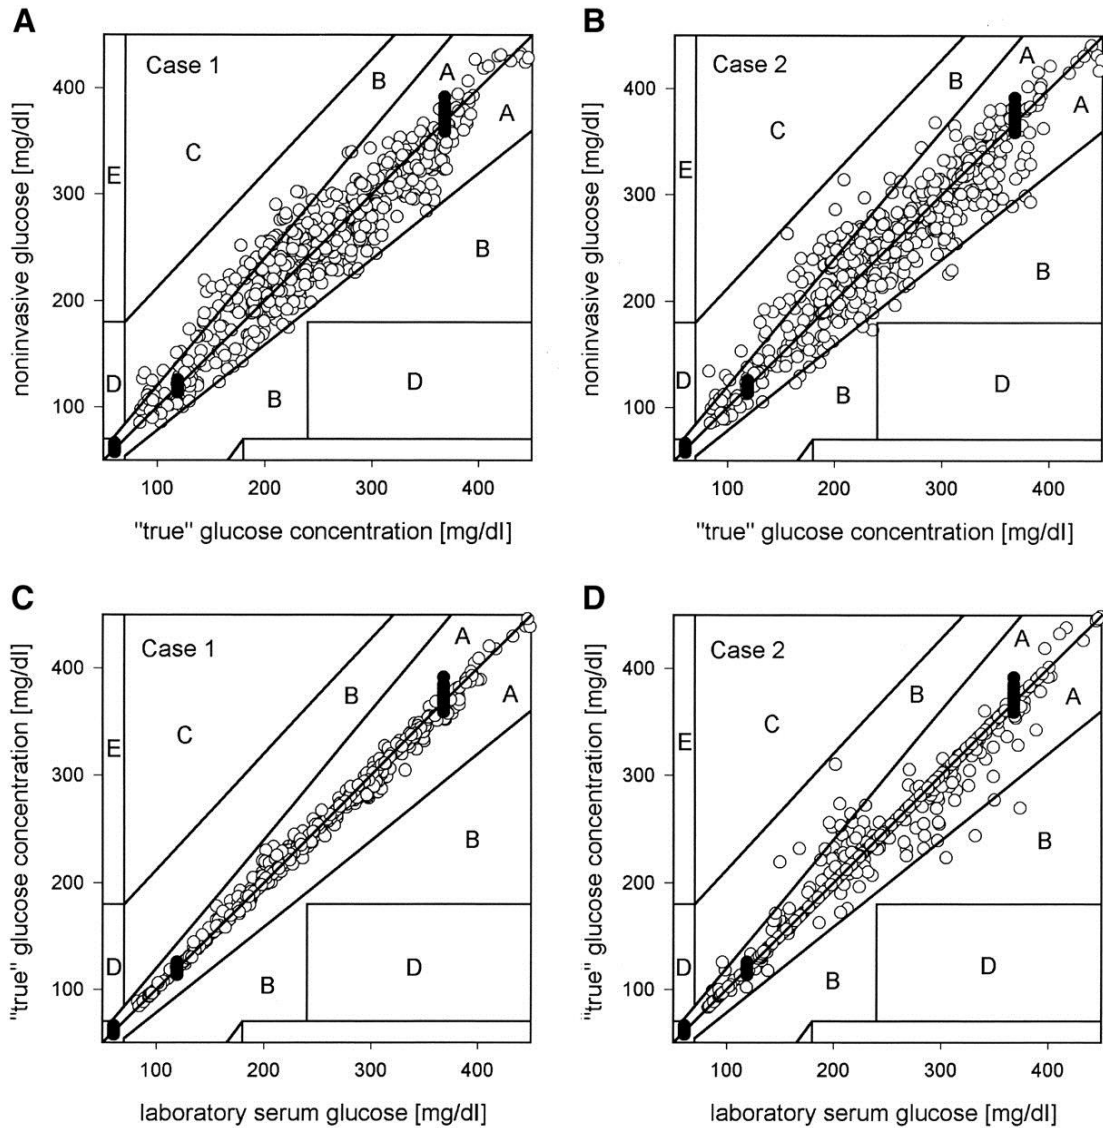 A
B
Case 1
B
A
A
C
E
B
D
B
D
400
300
200
100
noninvasive glucose [mg/dl]
100
200
300
400
"true" glucose concentration [mg/dl]
Case 2
B
A
A
C
E
B
D
B
D
400
300
200
100
noninvasive glucose [mg/dl]
100
200
300
400
"true" glucose concentration [mg/dl]
C
D
Case 1
A
B
A
C
E
B
D
B
D
400
300
200
100
"true" glucose concentration [mg/dl]
100
200
300
400
laboratory serum glucose [mg/dl]
Case 2
A
B
A
C
E
B
D
B
D
400
300
200
100
"true" glucose concentration [mg/dl]
100
200
300
400
laboratory serum glucose [mg/dl]